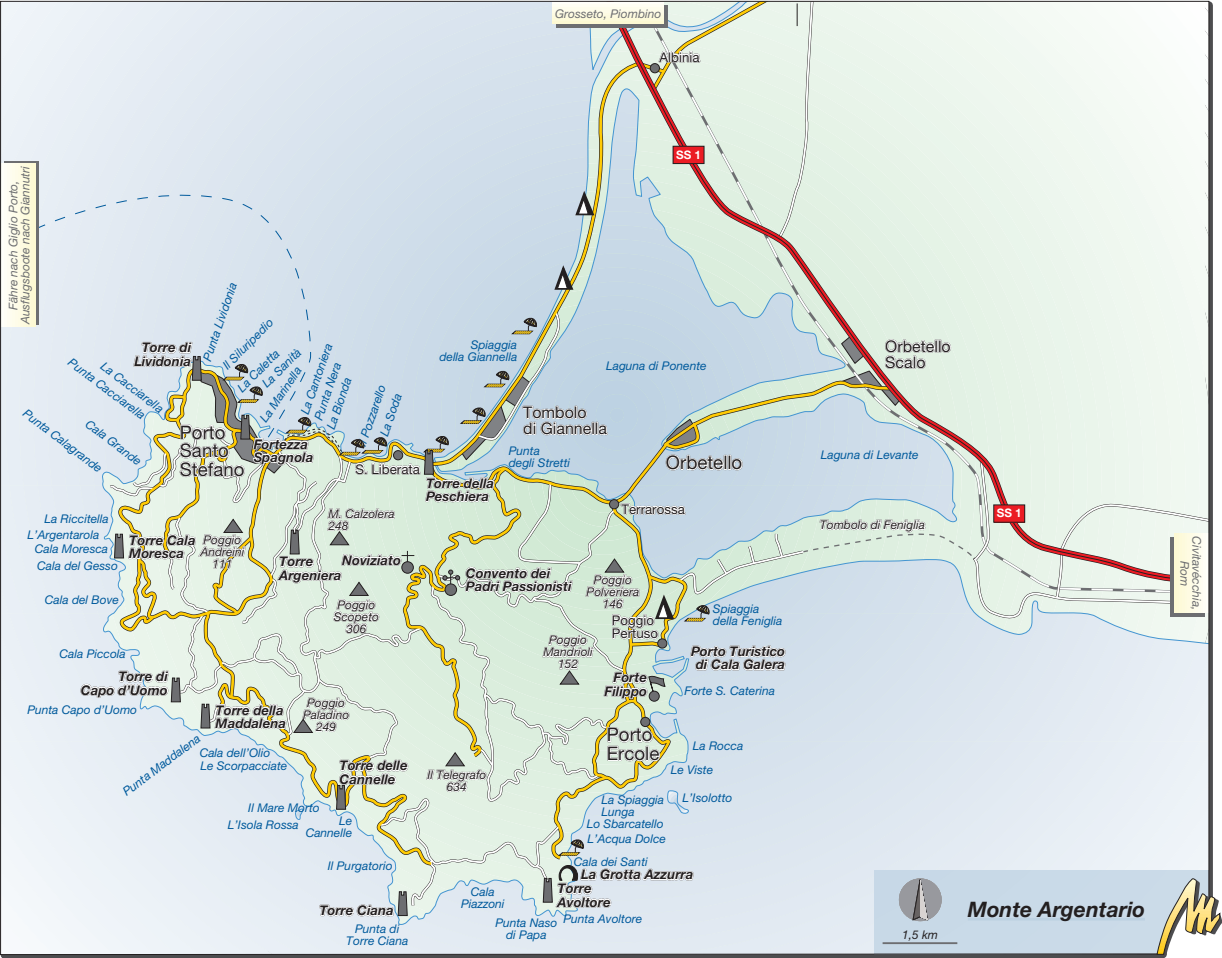 Grosseto, Piombino
Albinia
SS 1
Fähre nach Giglio Porto,
Ausflugsboote nach Giannutri
Punta Lividonia
Il Siluripedio
La Caletta
La Sanità
La Marinella
La Cantoniera
Punta Nera
La Bionda
Pozzarello
La Soda
Torre di
Lividonia
La Cacciarella
Punta Cacciarella
Cala Grande
Punta Calagrande
Porto
Santo
Stefano
Fortezza
Spagnola
S. Liberata
Torre della
Peschiera
Spiaggia
della Giannella
Tombolo
di Giannella
Laguna di Ponente
Orbetello
Scalo
Orbetello
Punta
degli Stretti
Laguna di Levante
Terrarossa
SS 1
Tombolo di Feniglia
Civitavécchia,
Rom
La Riccitella
L'Argentarola
Cala Moresca
Cala del Gesso
Torre Cala
Moresca
Poggio
Andreini
111
Torre
Argeniera
M. Calzolera
248
Noviziato
Convento dei
Padri Passionisti
Poggio
Scopeto
306
Poggio
Polveriera
146
Poggio
Pertuso
Spiaggia
della Feniglia
Cala del Bove
Cala Piccola
Torre di
Capo d'Uomo
Punta Capo d'Uomo
Torre della
Maddalena
Punta Maddalena
Poggio
Mandrioli
152
Porto Turistico
di Cala Galera
Forte
Filippo
Forte S. Caterina
Poggio
Paladino
249
Porto
Ercole
La Rocca
Le Viste
Cala dell'Olio
Le Scorpacciate
Torre delle
Cannelle
Il Telegrafo
634
Il Mare Morto
L'Isola Rossa
Le
Cannelle
La Spiaggia
Lunga
L'Isolotto
Lo Sbarcatello
L'Acqua Dolce
Cala dei Santi
La Grotta Azzurra
Il Purgatorio
Torre Ciana
Punta di
Torre Ciana
Cala
Piazzoni
Torre
Avoltore
Punta Naso
di Papa
Punta Avoltore
1,5 km
Monte Argentario